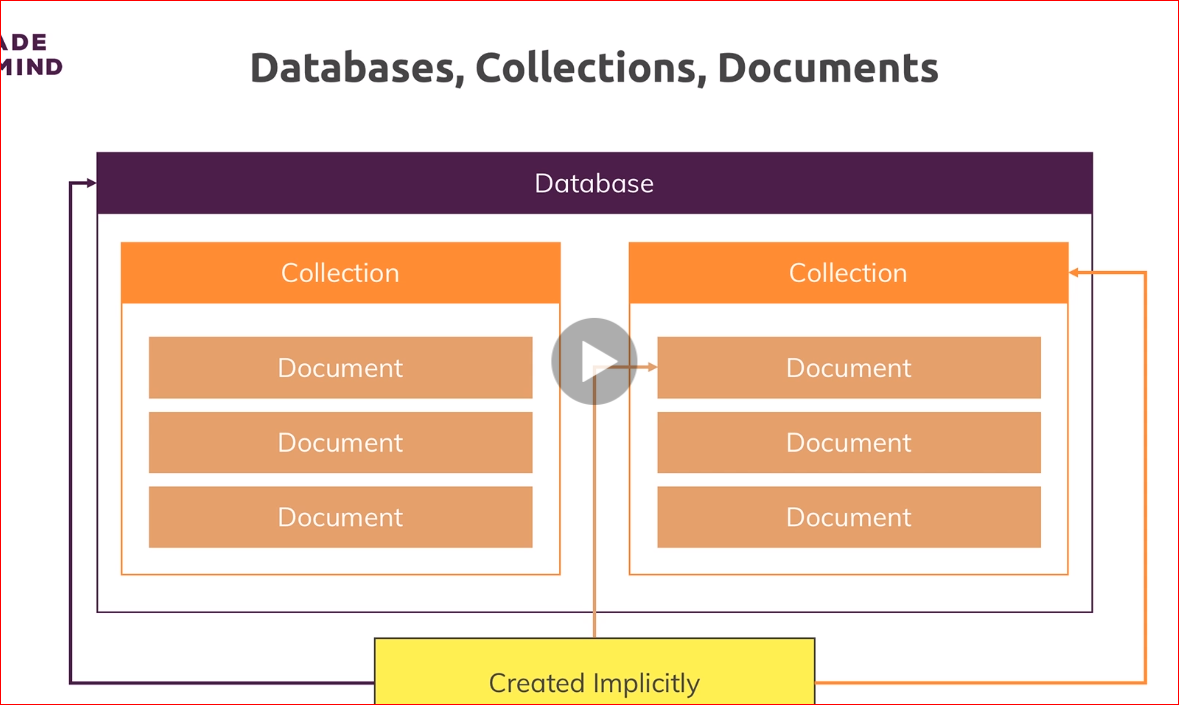 ADE
MIND
Databases, Collections, Documents
Database
Collection
Collection
Document
Document
Document
Document
Document
Document
Created Implicitly